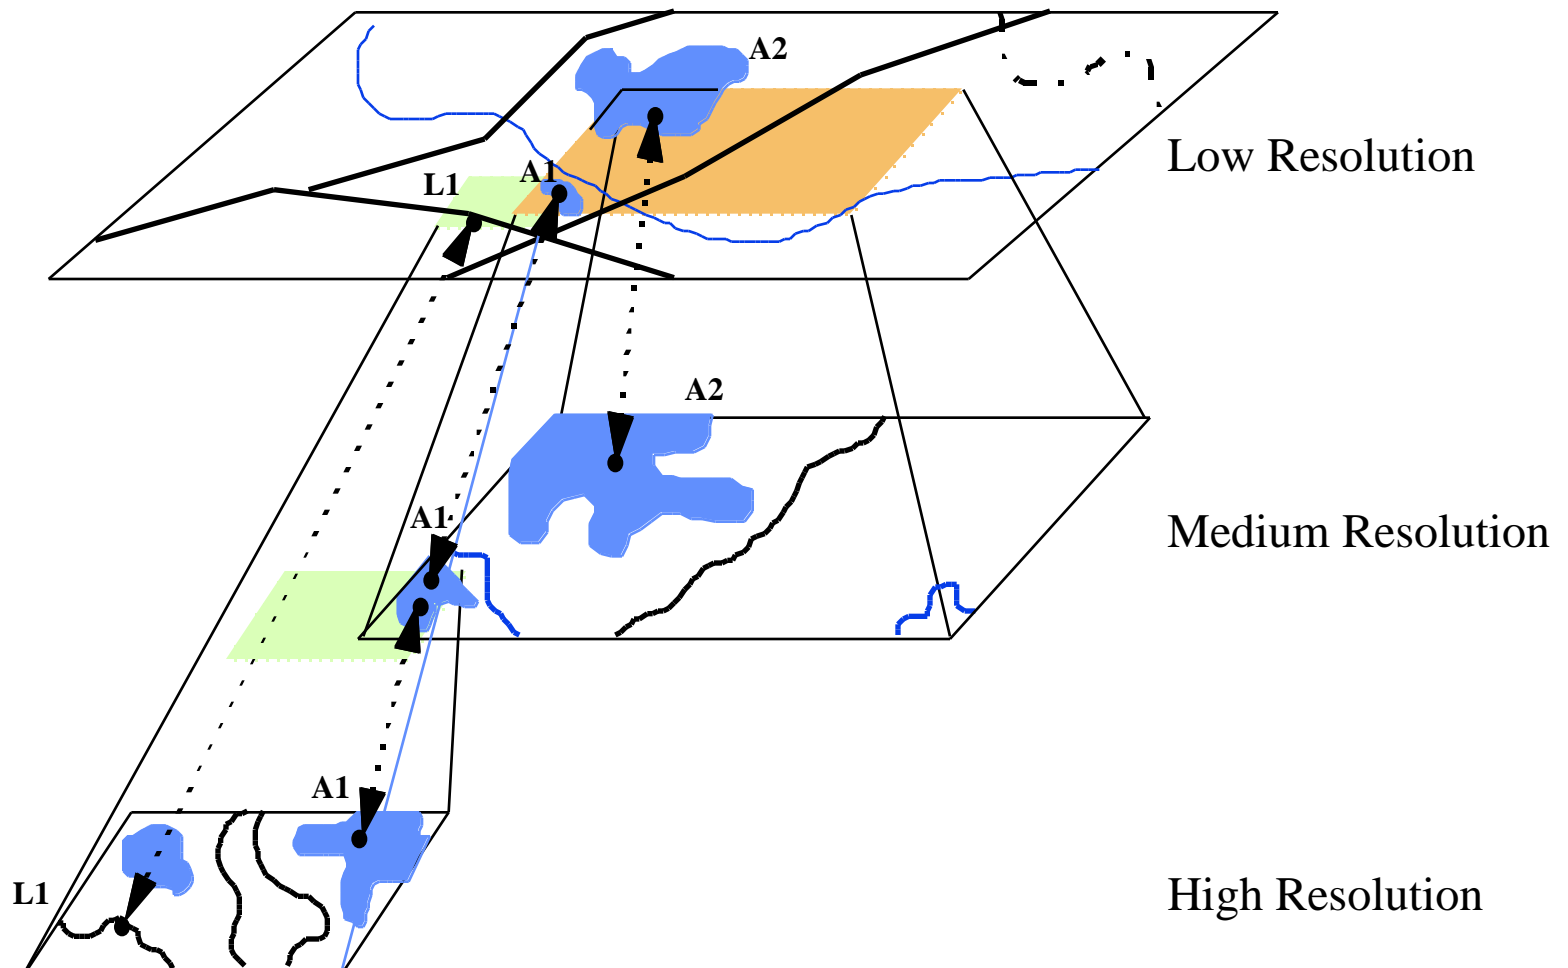 A2
Low Resolution
A1
L1
A2
A1
Medium Resolution
A1
L1
High Resolution